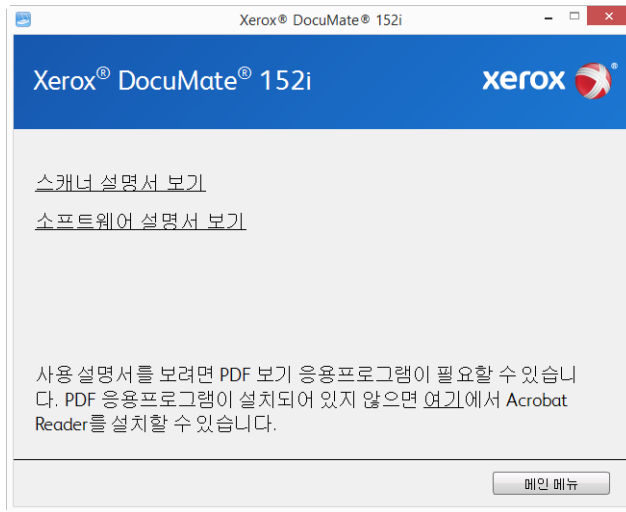 Xerox® DocuMate® 152i
Xerox® DocuMate® 152i
xerox®
스캐너 설명서 보기
소프트웨어 설명서 보기
사용 설명서를 보려면 PDF 보기 응용프로그램이 필요할 수 있습니
다. PDF 응용프로그램이 설치되어 있지 않으면 여기에서 Acrobat
Reader를 설치할 수 있습니다.
메인 메뉴